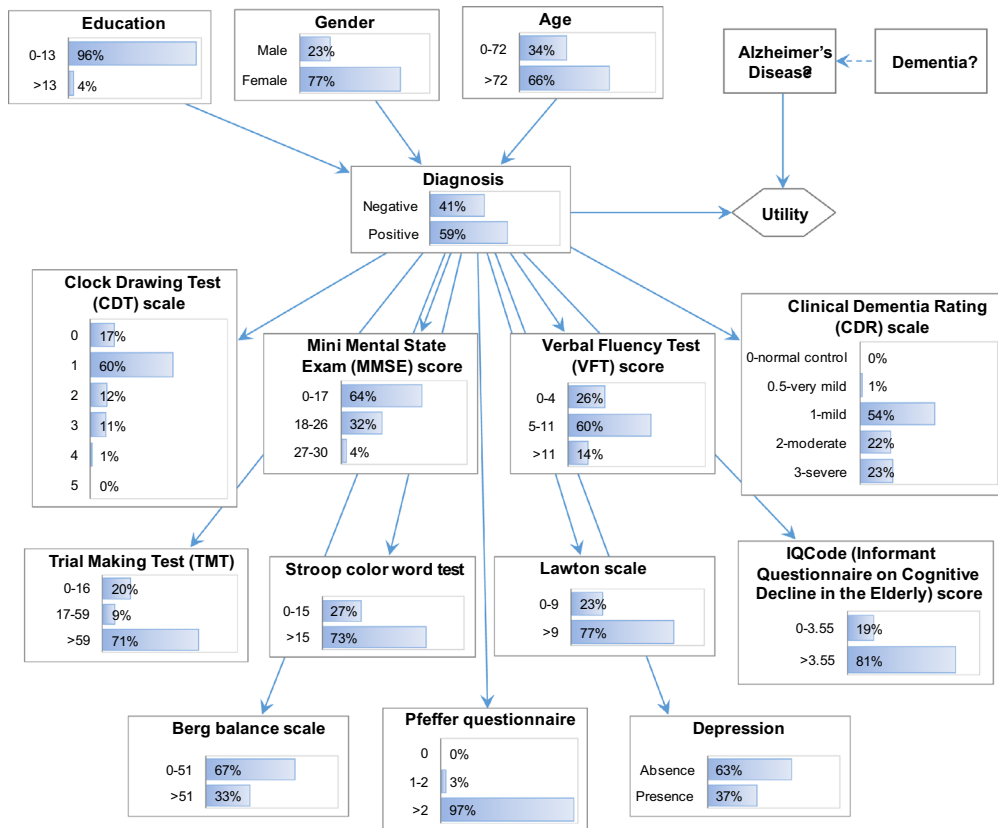 Education
0-13 96%
>13 4%
Gender
Male 23%
Female 77%
Age
0-72 34%
>72 66%
Alzheimer's
Disease?
Dementia?
Diagnosis
Negative 41%
Positive 59%
Utility
Clock Drawing Test
(CDT) scale
0 17%
1 60%
2 12%
3 11%
4 1%
5 0%
Mini Mental State
Exam (MMSE) score
0-17 64%
18-26 32%
27-30 4%
Verbal Fluency Test
(VFT) score
0-4 26%
5-11 60%
>11 14%
Clinical Dementia Rating
(CDR) scale
0-normal control 0%
0.5-very mild 1%
1-mild 54%
2-moderate 22%
3-severe 23%
Trial Making Test (TMT)
0-16 20%
17-59 9%
>59 71%
Stroop color word test
0-15 27%
>15 73%
Lawton scale
0-9 23%
>9 77%
IQCode (Informant
Questionnaire on Cognitive
Decline in the Elderly) score
0-3.55 19%
>3.55 81%
Berg balance scale
0-51 67%
>51 33%
Pfeffer questionnaire
0 0%
1-2 3%
>2 97%
Depression
Absence 63%
Presence 37%